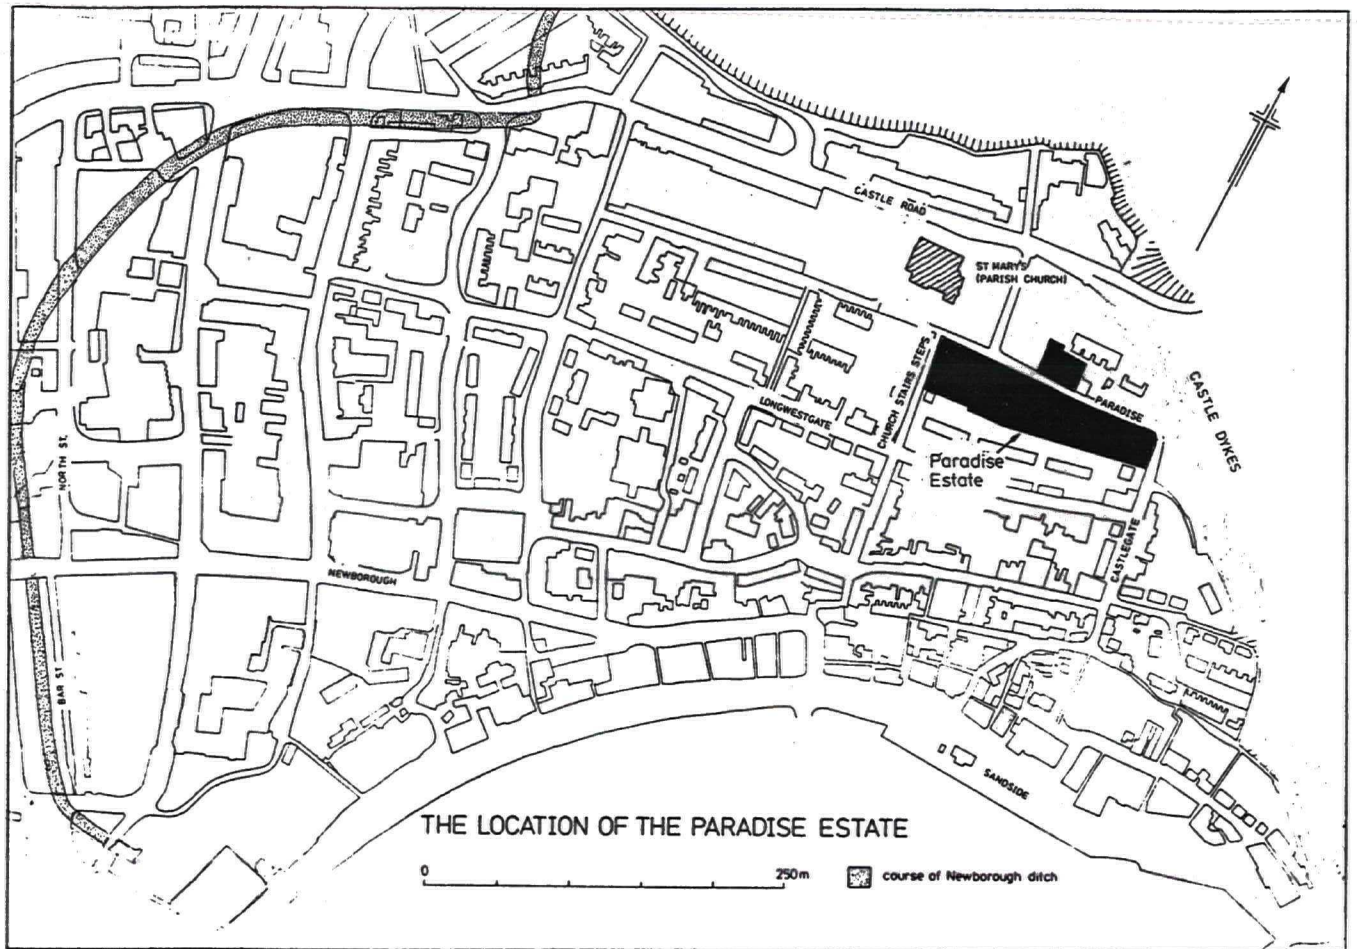 CASTLE ROAD
ST MARYS
(PARISH CHURCH)
CASTLE DYKES
CHURCH STAIRS STEPS
PARADISE
LONGWESTGATE
Paradise
Estate
NORTH ST.
CASTLEGATE
NEWBOROUGH
BAR ST
SANDSIDE
THE LOCATION OF THE PARADISE ESTATE
0 250m
course of Newborough ditch